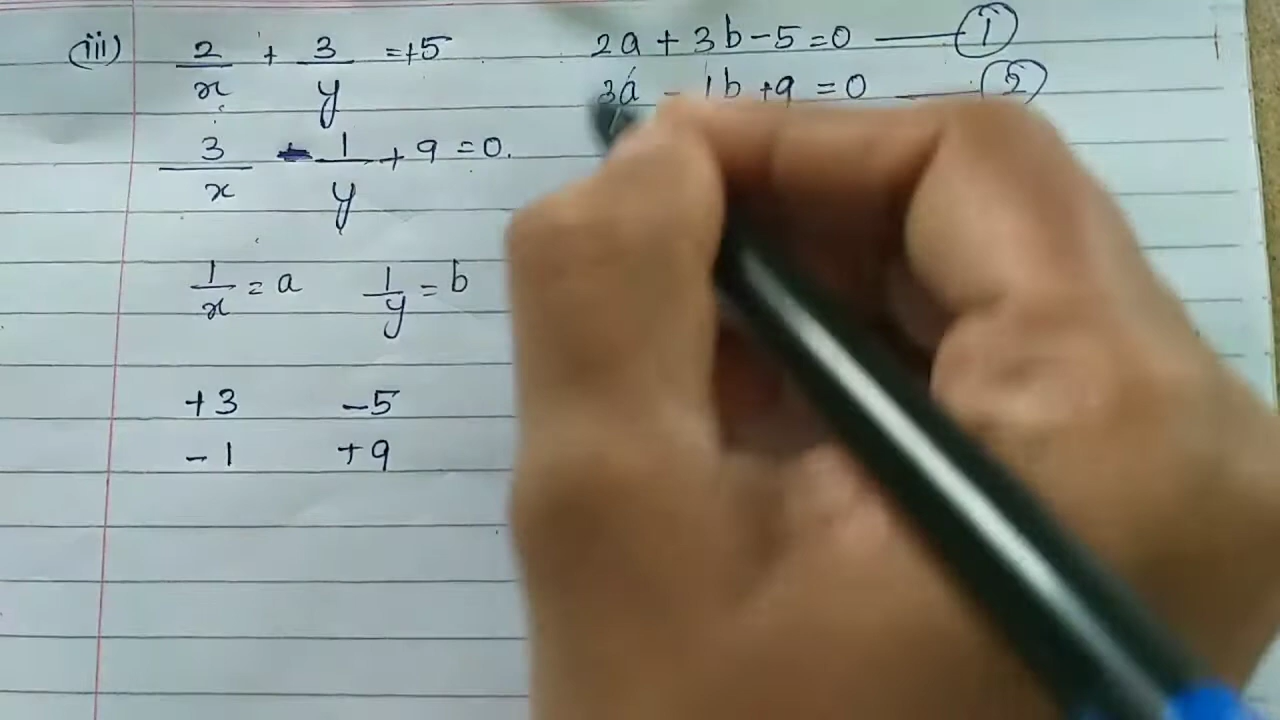 (iii) 2/x + 3/y = +5
3/x - 1/y + 9 = 0.
1/x = a 1/y = b
+3 -5
-1 +9
2a + 3b - 5 = 0 —— ①
3a - 1b + 9 = 0 —— ②